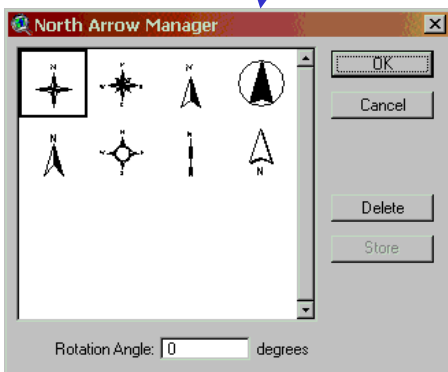 North Arrow Manager
OK
Cancel
N
N
N
N
Delete
Store
Rotation Angle: 0 degrees